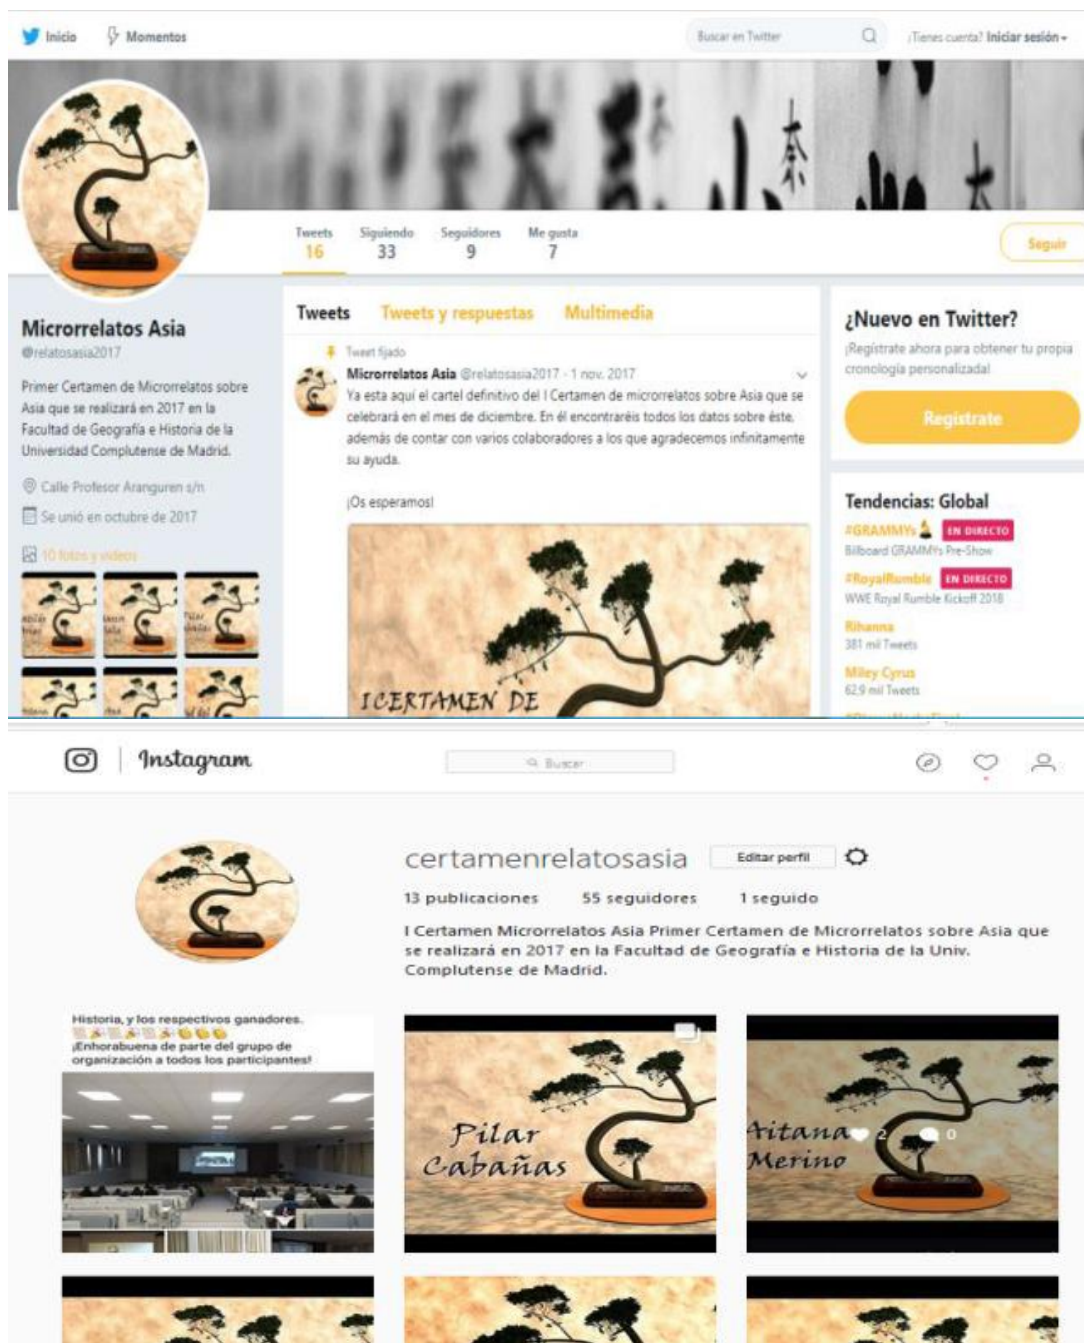 Inicio Momentos Buscar en Twitter ¿Tienes cuenta? Iniciar sesión
Tweets Siguiendo Seguidores Me gusta
16 33 9 7
Seguir
Microrrelatos Asia
@relatosasia2017
Primer Certamen de Microrrelatos sobre
Asia que se realizará en 2017 en la
Facultad de Geografía e Historia de la
Universidad Complutense de Madrid.
Calle Profesor Aranguren s/n
Se unió en octubre de 2017
10 fotos y vídeos
Tweets Tweets y respuestas Multimedia
Tweet fijado
Microrrelatos Asia @relatosasia2017 · 1 nov. 2017
Ya esta aquí el cartel definitivo del I Certamen de microrrelatos sobre Asia que se
celebrará en el mes de diciembre. En él encontraréis todos los datos sobre éste,
además de contar con varios colaboradores a los que agradecemos infinitamente
su ayuda.
¡Os esperamos!
I CERTAMEN DE
¿Nuevo en Twitter?
¡Regístrate ahora para obtener tu propia
cronología personalizada!
Regístrate
Tendencias: Global
#GRAMMYs EN DIRECTO
Billboard GRAMMYs Pre-Show
#RoyalRumble EN DIRECTO
WWE Royal Rumble Kickoff 2018
Rihanna
381 mil Tweets
Miley Cyrus
62,9 mil Tweets
Instagram Buscar
certamenrelatosasia Editar perfil
13 publicaciones 55 seguidores 1 seguido
I Certamen Microrrelatos Asia Primer Certamen de Microrrelatos sobre Asia que
se realizará en 2017 en la Facultad de Geografía e Historia de la Univ.
Complutense de Madrid.
Historia, y los respectivos ganadores.
¡Enhorabuena de parte del grupo de
organización a todos los participantes!
Pilar
Cabañas
Aitana 2 0
Merino